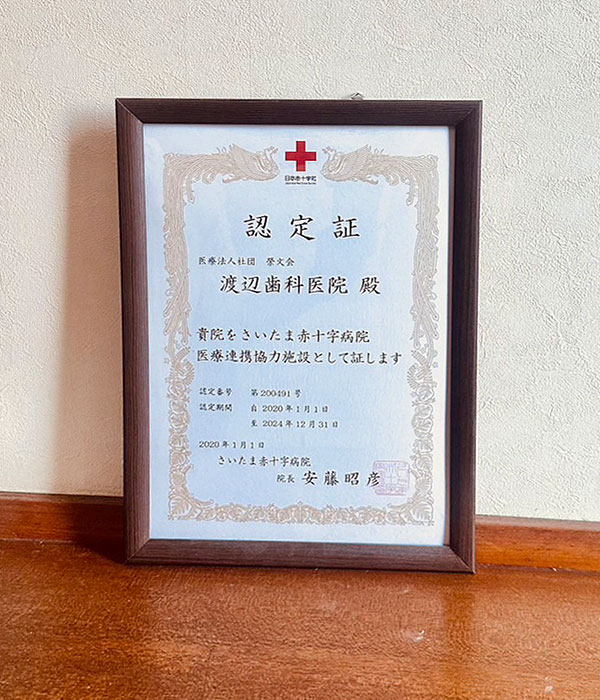 日本赤十字社
認定証
医療法人社団 榮文会
渡辺歯科医院 殿
貴院をさいたま赤十字病院
医療連携協力施設として証します
認定番号 第200491号
認定期間 自 2020年1月1日
至 2024年12月31日
2020年1月1日
さいたま赤十字病院
院長 安藤昭彦